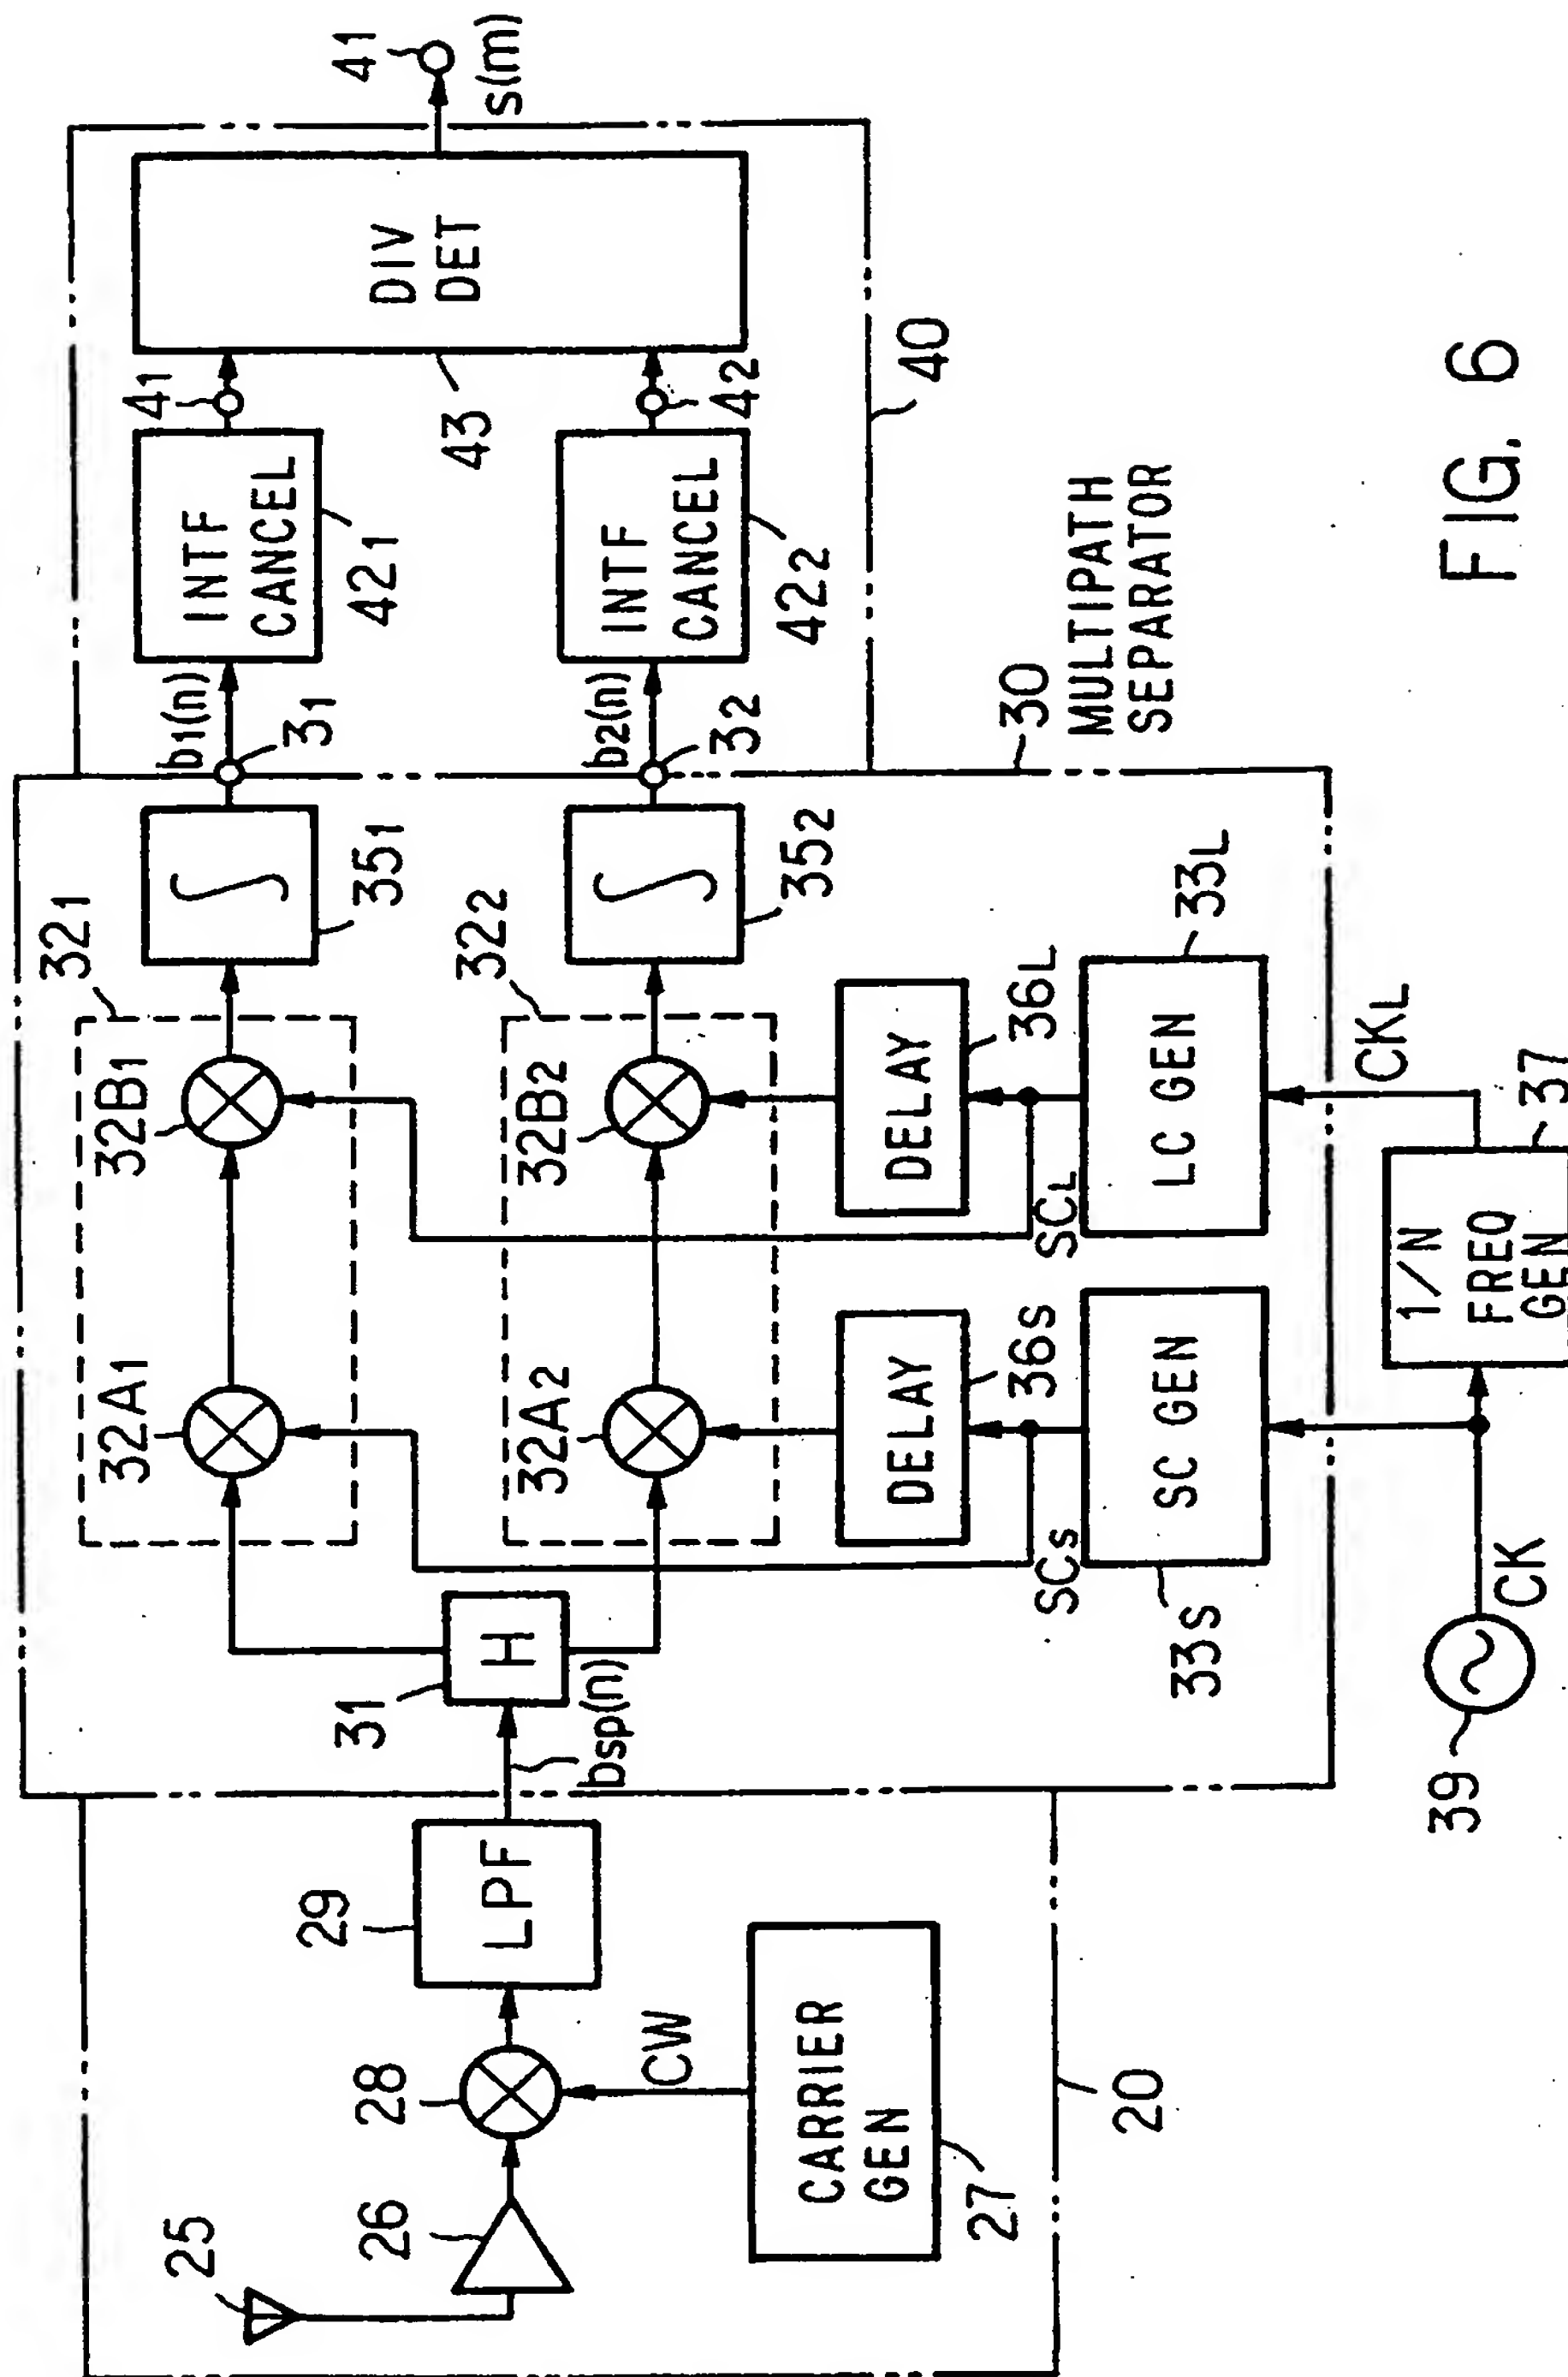 25
26
28
29
LPF
CW
CARRIER
GEN
27
20
bsp(n)
31
H
32A1
32B1
321
32A2
32B2
322
∫
351
∫
352
DELAY
36S
DELAY
36L
SCS
SCL
SC GEN
33S
LC GEN
33L
39
CK
1/N
FREQ
GEN
37
CKL
30
MULTIPATH
SEPARATOR
b1(n)
31
b2(n)
32
INTF
CANCEL
421
INTF
CANCEL
422
41
42
43
DIV
DET
40
41
s(m)
FIG. 6